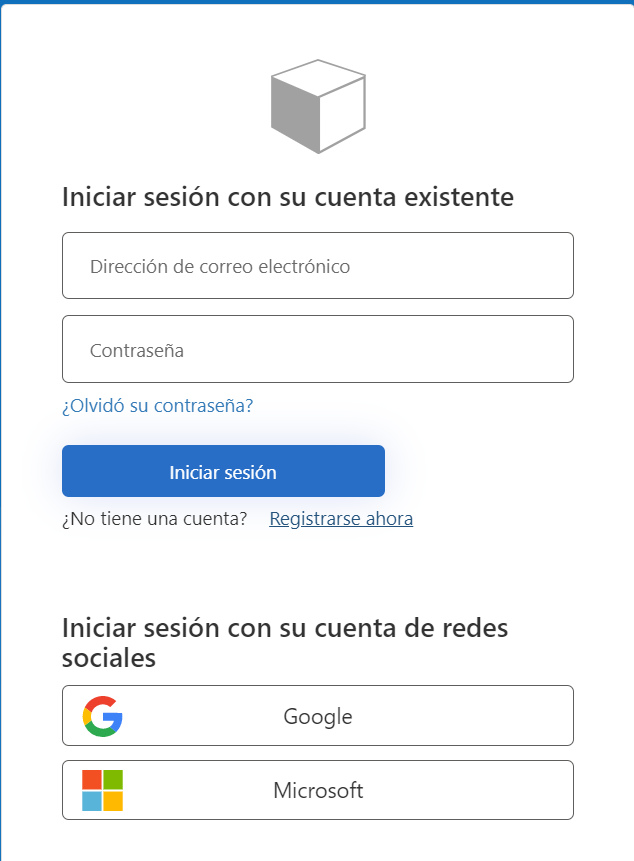 Iniciar sesión con su cuenta existente
Dirección de correo electrónico
Contraseña
¿Olvidó su contraseña?
Iniciar sesión
¿No tiene una cuenta? Registrarse ahora
Iniciar sesión con su cuenta de redes
sociales
Google
Microsoft